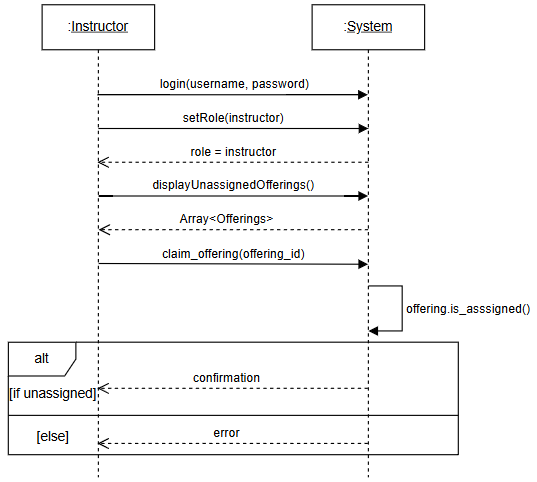 :Instructor
:System
login(username, password)
setRole(instructor)
role = instructor
displayUnassignedOfferings()
Array<Offerings>
claim_offering(offering_id)
offering.is_asssigned()
alt
confirmation
[if unassigned]
error
[else]